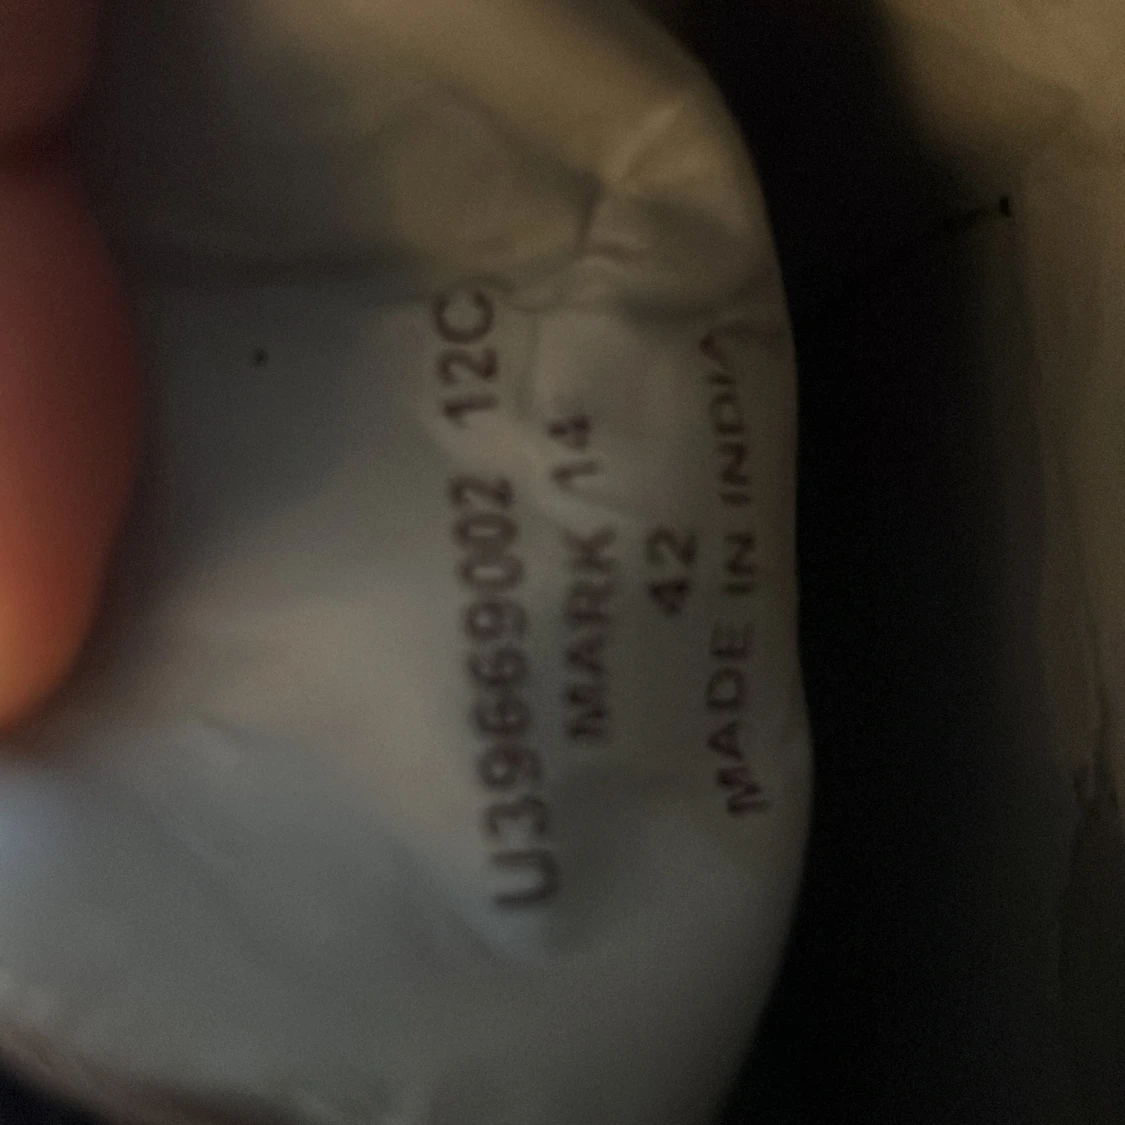 U39669002 12C
MARK 14
42
MADE IN INDIA